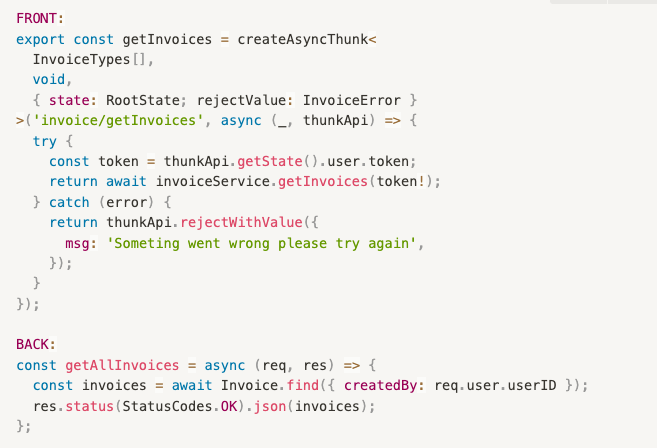 FRONT:
export const getInvoices = createAsyncThunk<
  InvoiceTypes[],
  void,
  { state: RootState; rejectValue: InvoiceError }
>('invoice/getInvoices', async (_, thunkApi) => {
  try {
    const token = thunkApi.getState().user.token;
    return await invoiceService.getInvoices(token!);
  } catch (error) {
    return thunkApi.rejectWithValue({
      msg: 'Someting went wrong please try again',
    });
  }
});

BACK:
const getAllInvoices = async (req, res) => {
  const invoices = await Invoice.find({ createdBy: req.user.userID });
  res.status(StatusCodes.OK).json(invoices);
};